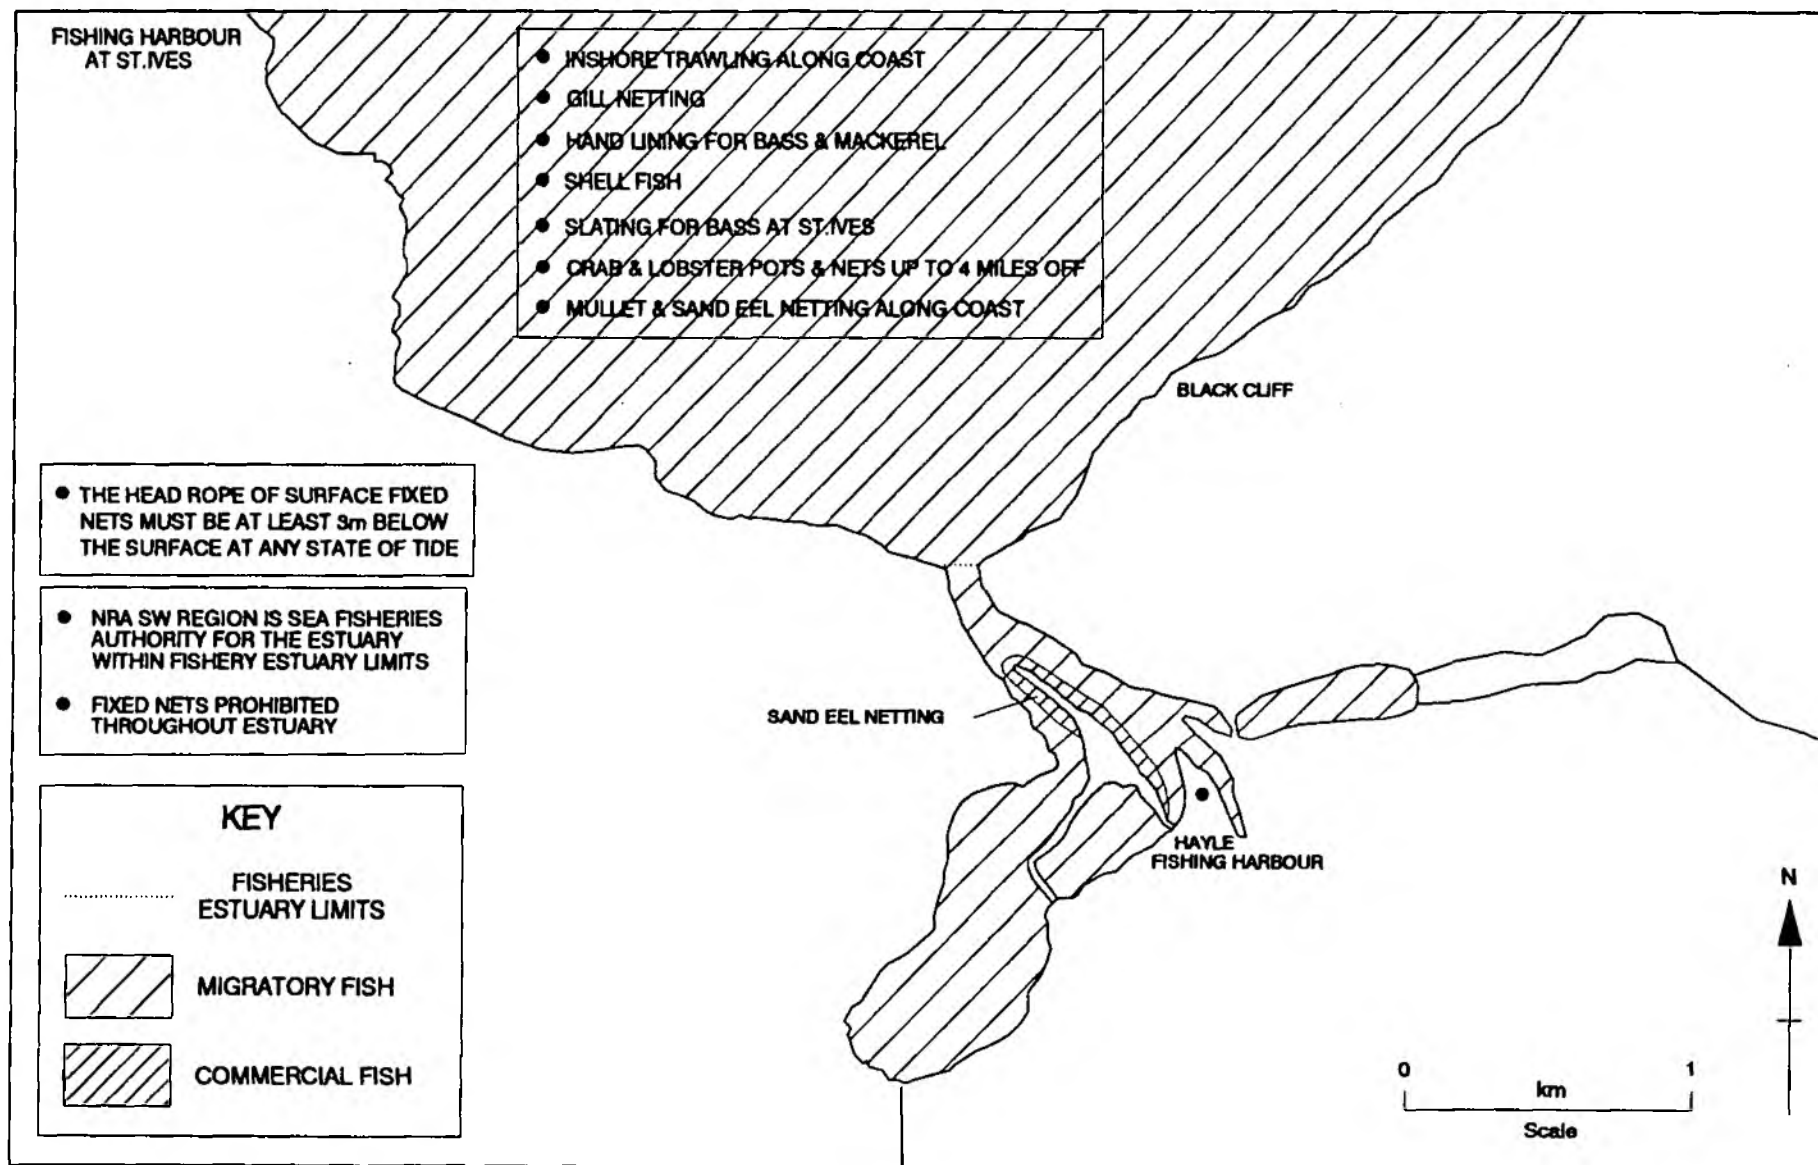 FISHING HARBOUR
AT ST.IVES
● INSHORE TRAWLING ALONG COAST
● GILL NETTING
● HAND LINING FOR BASS & MACKEREL
● SHELL FISH
● SLATING FOR BASS AT ST.IVES
● CRAB & LOBSTER POTS & NETS UP TO 4 MILES OFF
● MULLET & SAND EEL NETTING ALONG COAST
BLACK CLIFF
● THE HEAD ROPE OF SURFACE FIXED
NETS MUST BE AT LEAST 3m BELOW
THE SURFACE AT ANY STATE OF TIDE
● NRA SW REGION IS SEA FISHERIES
AUTHORITY FOR THE ESTUARY
WITHIN FISHERY ESTUARY LIMITS
● FIXED NETS PROHIBITED
THROUGHOUT ESTUARY
SAND EEL NETTING
HAYLE
FISHING HARBOUR
KEY
FISHERIES
ESTUARY LIMITS
MIGRATORY FISH
COMMERCIAL FISH
N
0 1
km
Scale